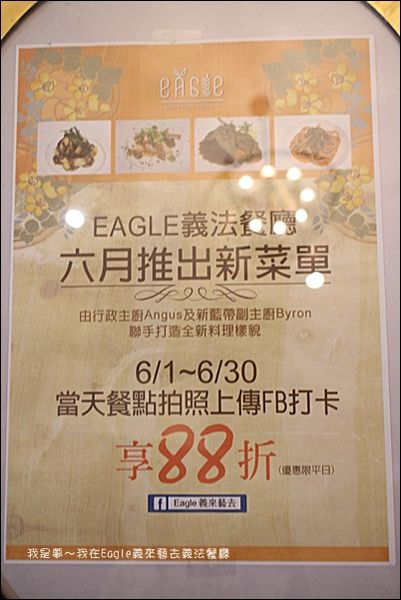 EAGLE
EAGLE義法餐廳
六月推出新菜單
由行政主廚Angus及新藍帶副主廚Byron
聯手打造全新料理樣貌
6/1~6/30
當天餐點拍照上傳FB打卡
享88折(優惠限平日)
f Eagle 義來藝去
我是夢～我在Eagle義來藝去義法餐廳